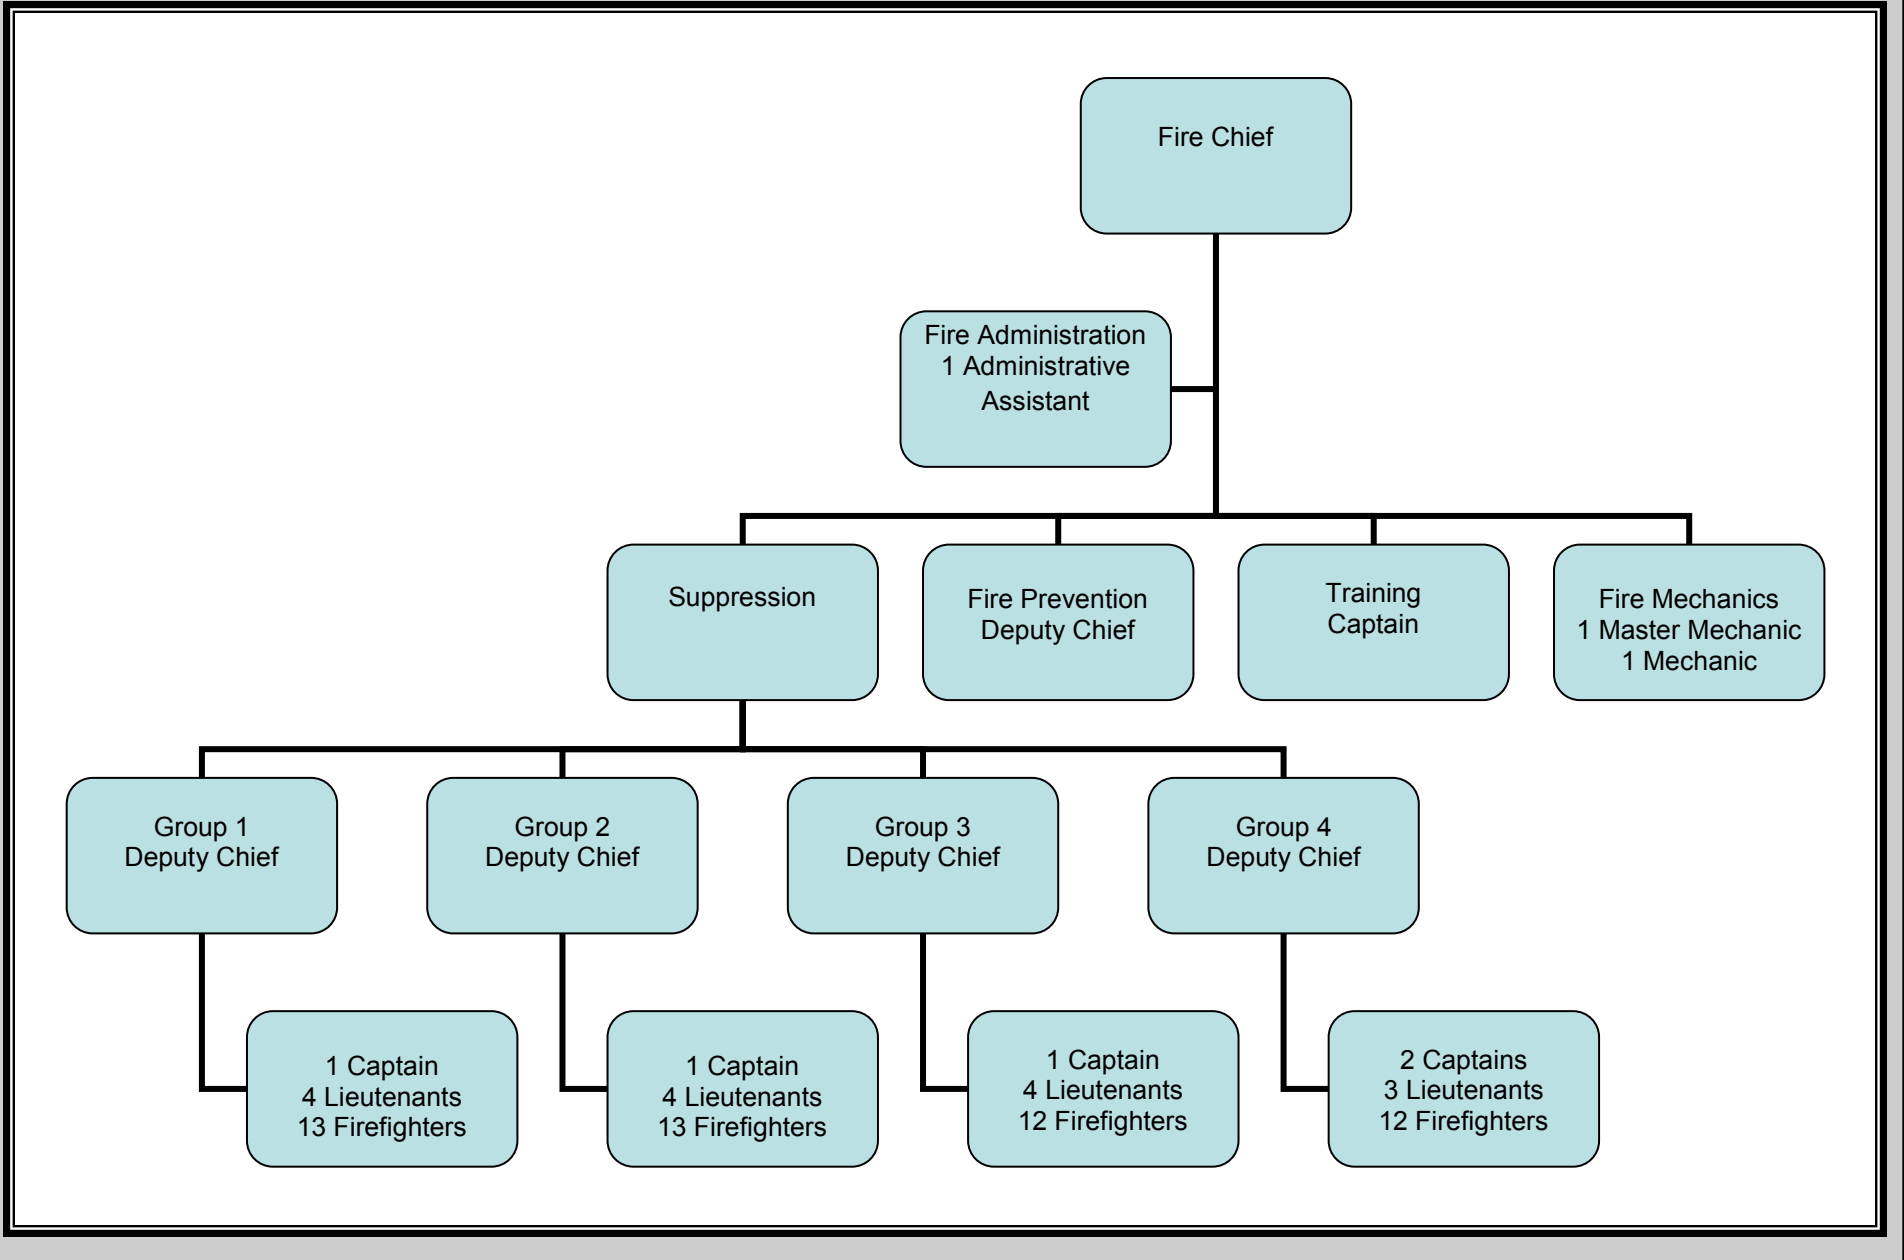 Fire Chief
Fire Administration
1 Administrative
Assistant
Suppression
Fire Prevention
Deputy Chief
Training
Captain
Fire Mechanics
1 Master Mechanic
1 Mechanic
Group 1
Deputy Chief
Group 2
Deputy Chief
Group 3
Deputy Chief
Group 4
Deputy Chief
1 Captain
4 Lieutenants
13 Firefighters
1 Captain
4 Lieutenants
13 Firefighters
1 Captain
4 Lieutenants
12 Firefighters
2 Captains
3 Lieutenants
12 Firefighters